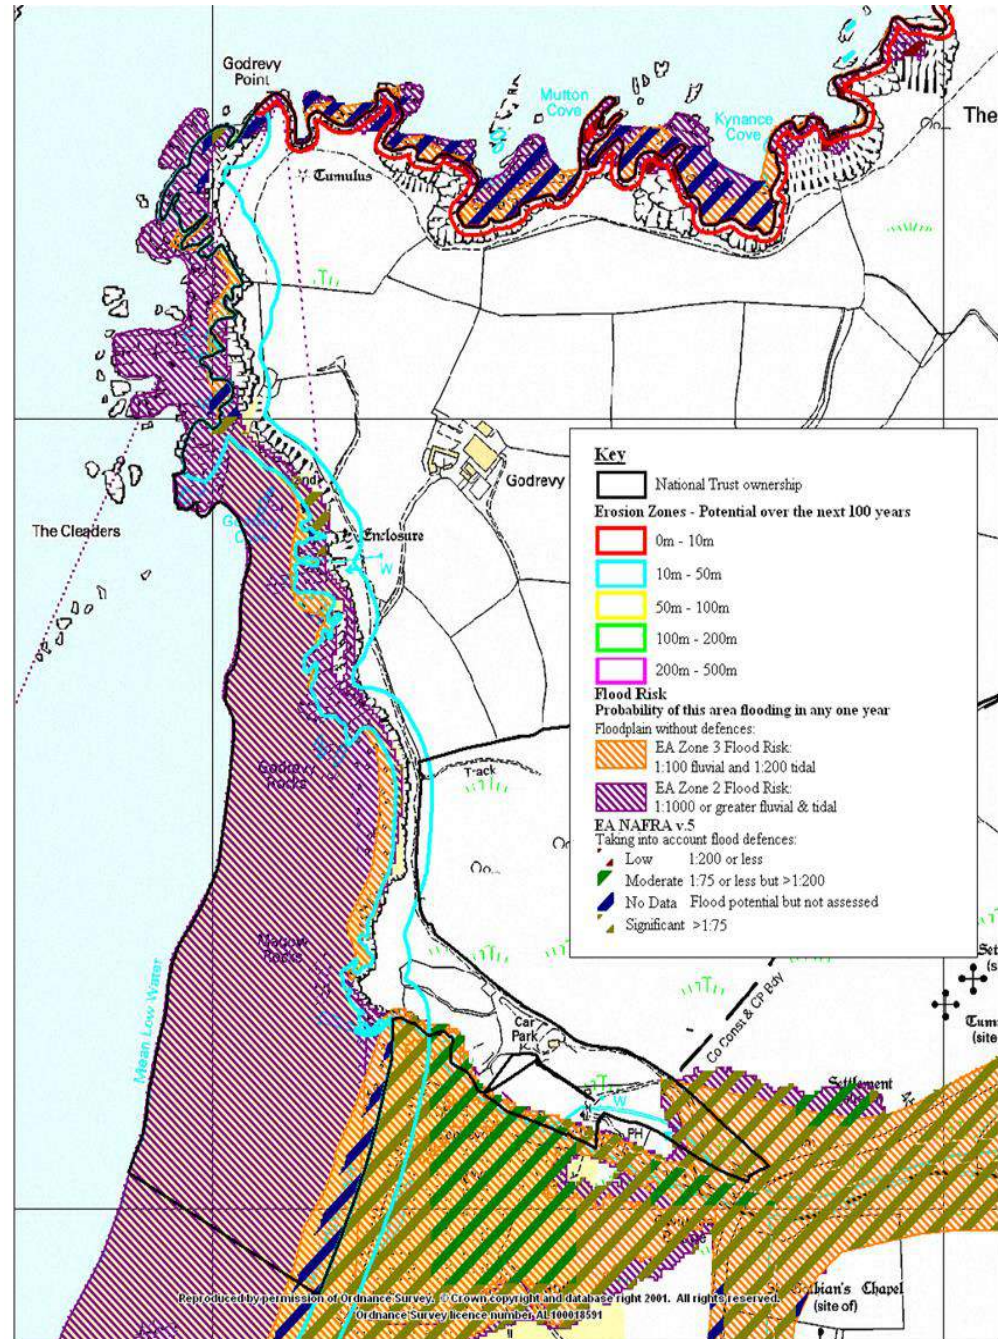 Godrevy
Point
Mutton
Cove
Kynance
Cove
The
Tumulus
Godrevy
The Cleaders
Enclosure
W
Key
National Trust ownership
Erosion Zones - Potential over the next 100 years
0m - 10m
10m - 50m
50m - 100m
100m - 200m
200m - 500m
Flood Risk
Probability of this area flooding in any one year
Floodplain without defences:
EA Zone 3 Flood Risk:
1:100 fluvial and 1:200 tidal
EA Zone 2 Flood Risk:
1:1000 or greater fluvial & tidal
EA NAFRA v.5
Taking into account flood defences:
Low 1:200 or less
Moderate 1:75 or less but >1:200
No Data Flood potential but not assessed
Significant >1:75
Godrevy
Rocks
Track
Magow
Rocks
Mean Low Water
Car
Park
Co Const & CP Bdy
(site
Settlement
W
PH
Chapel
(site of)
Reproduced by permission of Ordnance Survey. ©Crown copyright and database right 2001. All rights reserved.
Ordnance Survey licence number AL100018591